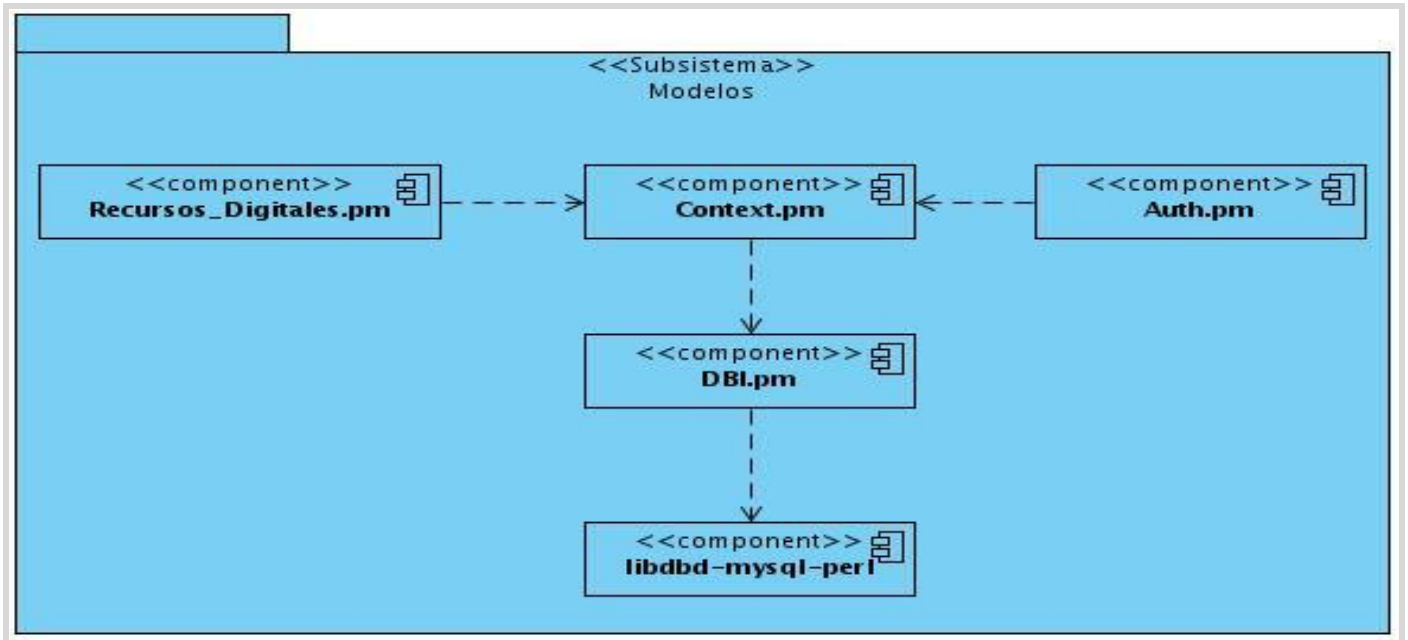 <<Subsistema>>
Modelos
<<component>>
Recursos_Digitales.pm
<<component>>
Context.pm
<<component>>
Auth.pm
<<component>>
DBI.pm
<<component>>
libdbd-mysql-perl